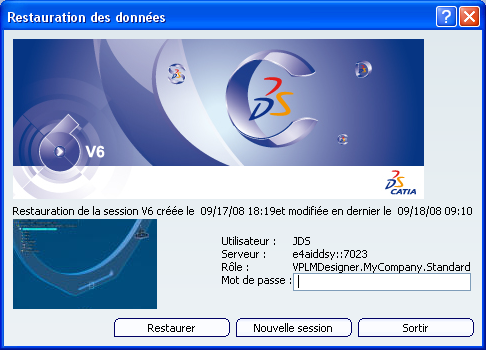 Restauration des données
V6
CATIA
Restauration de la session V6 créée le 09/17/08 18:19et modifiée en dernier le 09/18/08 09:10
Utilisateur : JDS
Serveur : e4aiddsy::7023
Rôle : VPLMDesigner.MyCompany.Standard
Mot de passe :
Restaurer Nouvelle session Sortir